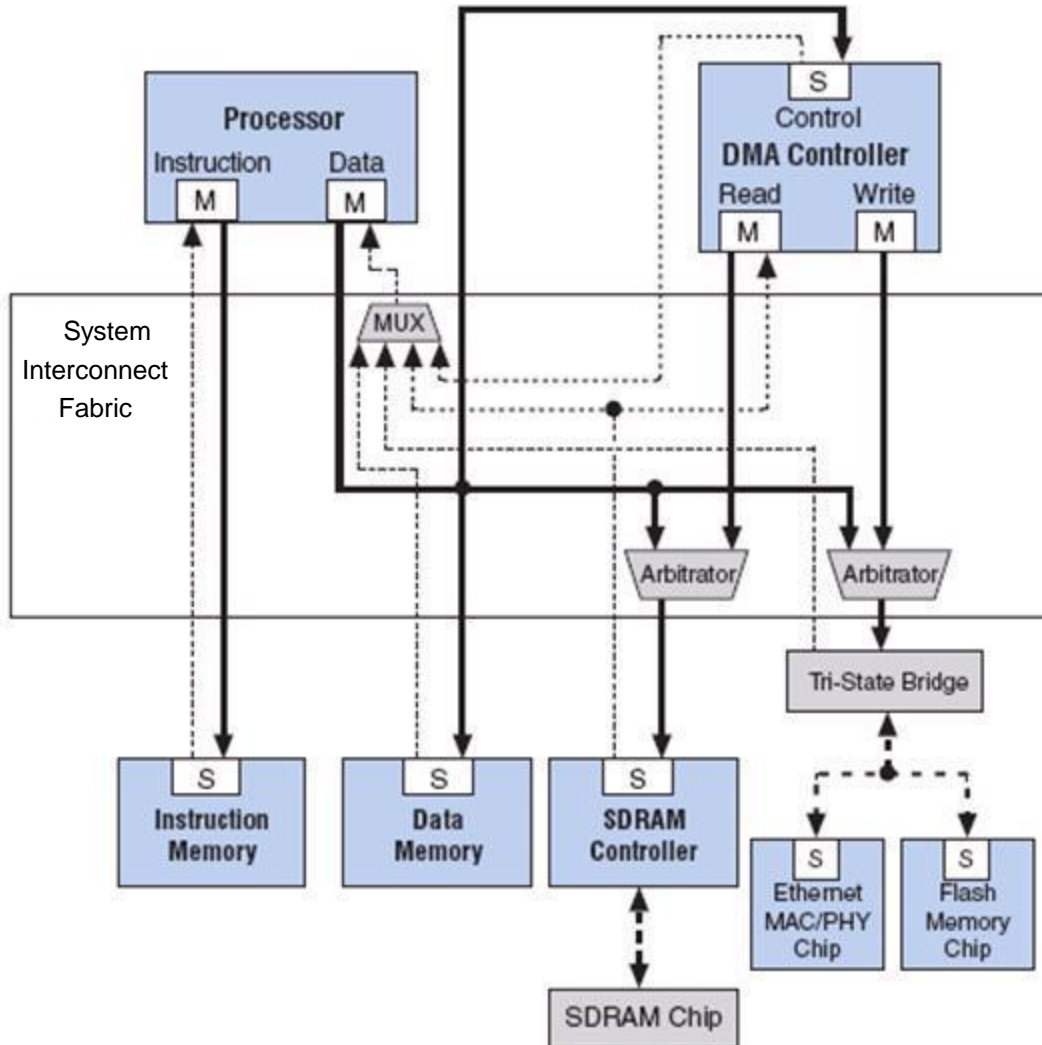 S
Control
DMA Controller
Read Write
M M
Processor
Instruction Data
M M
System
Interconnect
Fabric
MUX
Arbitrator Arbitrator
Tri-State Bridge
S
Instruction
Memory
S
Data
Memory
S
SDRAM
Controller
S
Ethernet
MAC/PHY
Chip
S
Flash
Memory
Chip
SDRAM Chip